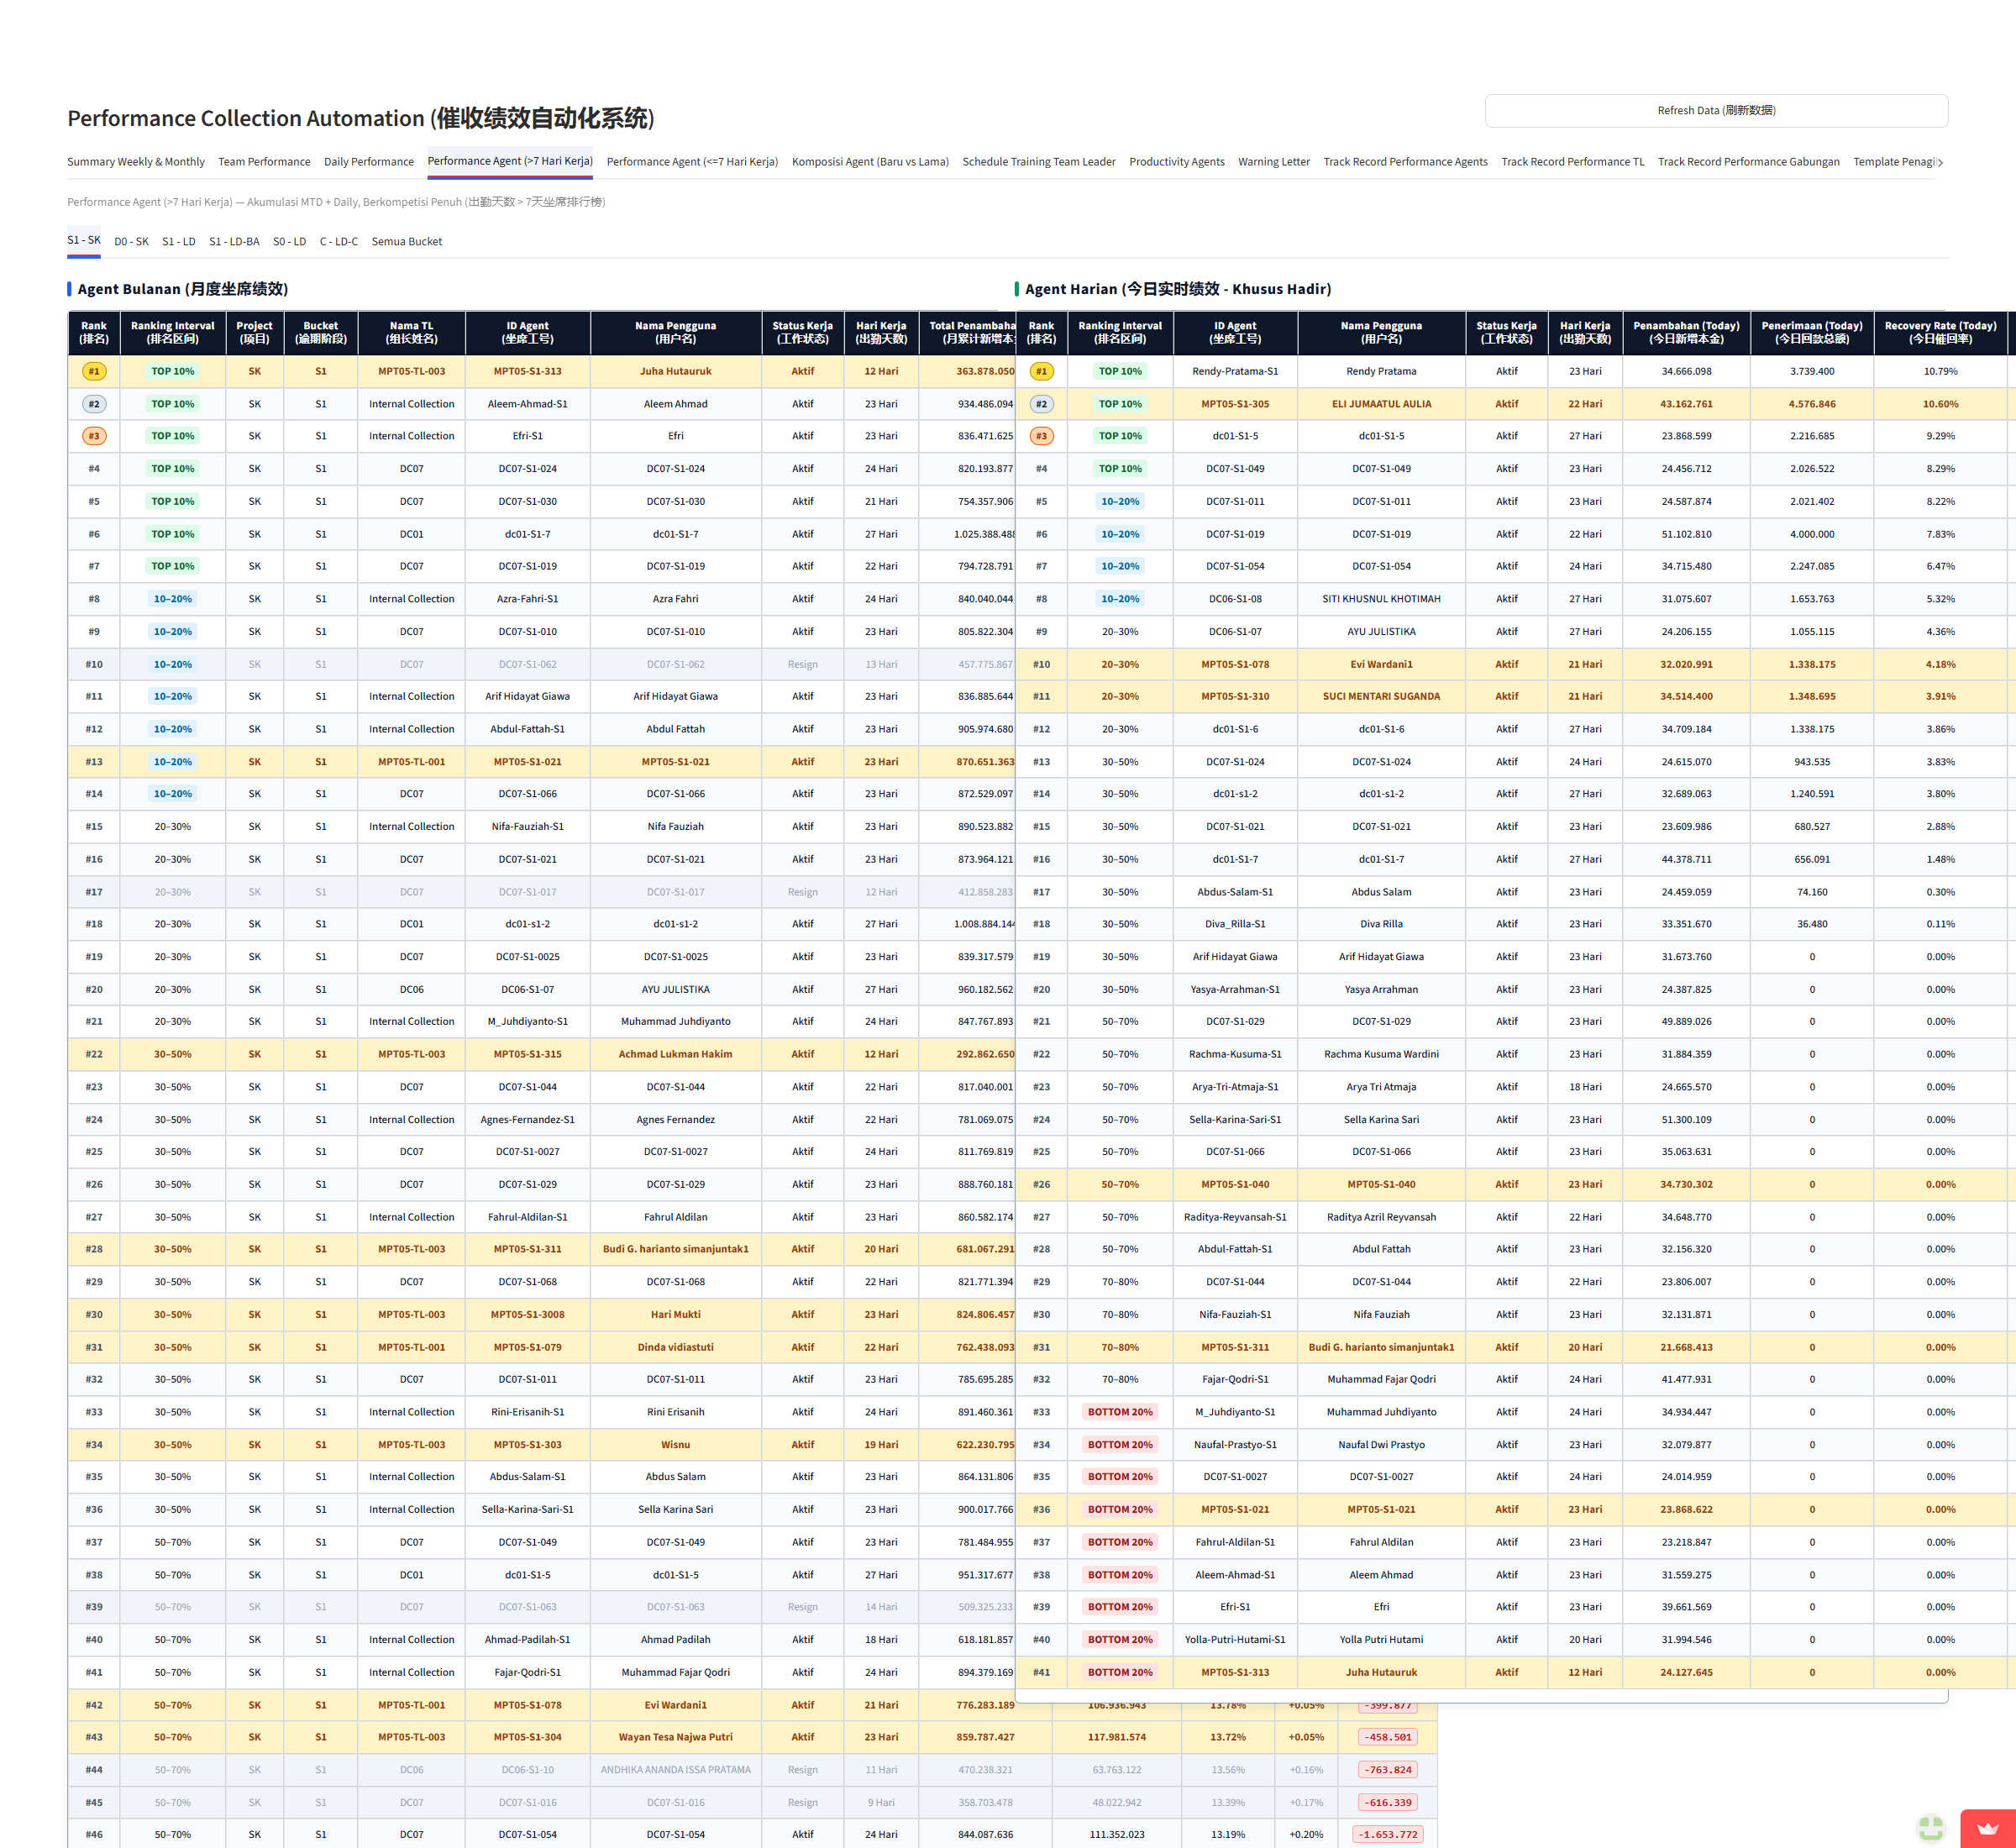 Performance Collection Automation (催收绩效自动化系统)
Refresh Data (刷新数据)
Summary Weekly & Monthly Team Performance Daily Performance Performance Agent (>7 Hari Kerja) Performance Agent (<=7 Hari Kerja) Komposisi Agent (Baru vs Lama) Schedule Training Team Leader Productivity Agents Warning Letter Track Record Performance Agents Track Record Performance TL Track Record Performance Gabungan Template Penagi
Performance Agent (>7 Hari Kerja) — Akumulasi MTD + Daily, Berkompetisi Penuh (出勤天数 > 7天坐席排行榜)
S1 - SK D0 - SK S1 - LD S1 - LD-BA S0 - LD C - LD-C Semua Bucket
Agent Bulanan (月度坐席绩效)
Rank Ranking Interval Project Bucket Nama TL ID Agent Nama Pengguna Status Kerja Hari Kerja Total Penambaha
(排名) (排名区间) (项目) (逾期阶段) (组长姓名) (坐席工号) (用户名) (工作状态) (出勤天数) (月累计新增本
#1 TOP 10% SK S1 MPT05-TL-003 MPT05-S1-313 Juha Hutauruk Aktif 12 Hari 363.878.050
#2 TOP 10% SK S1 Internal Collection Aleem-Ahmad-S1 Aleem Ahmad Aktif 23 Hari 934.486.094
#3 TOP 10% SK S1 Internal Collection Efri-S1 Efri Aktif 23 Hari 836.471.625
#4 TOP 10% SK S1 DC07 DC07-S1-024 DC07-S1-024 Aktif 24 Hari 820.193.877
#5 TOP 10% SK S1 DC07 DC07-S1-030 DC07-S1-030 Aktif 21 Hari 754.357.906
#6 TOP 10% SK S1 DC01 dc01-S1-7 dc01-S1-7 Aktif 27 Hari 1.025.388.488
#7 TOP 10% SK S1 DC07 DC07-S1-019 DC07-S1-019 Aktif 22 Hari 794.728.791
#8 10–20% SK S1 Internal Collection Azra-Fahri-S1 Azra Fahri Aktif 24 Hari 840.040.044
#9 10–20% SK S1 DC07 DC07-S1-010 DC07-S1-010 Aktif 23 Hari 805.822.304
#10 10–20% SK S1 DC07 DC07-S1-062 DC07-S1-062 Resign 13 Hari 457.775.867
#11 10–20% SK S1 Internal Collection Arif Hidayat Giawa Arif Hidayat Giawa Aktif 23 Hari 836.885.644
#12 10–20% SK S1 Internal Collection Abdul-Fattah-S1 Abdul Fattah Aktif 23 Hari 905.974.680
#13 10–20% SK S1 MPT05-TL-001 MPT05-S1-021 MPT05-S1-021 Aktif 23 Hari 870.651.363
#14 10–20% SK S1 DC07 DC07-S1-066 DC07-S1-066 Aktif 23 Hari 872.529.097
#15 20–30% SK S1 Internal Collection Nifa-Fauziah-S1 Nifa Fauziah Aktif 23 Hari 890.523.882
#16 20–30% SK S1 DC07 DC07-S1-021 DC07-S1-021 Aktif 23 Hari 873.964.121
#17 20–30% SK S1 DC07 DC07-S1-017 DC07-S1-017 Resign 12 Hari 412.858.283
#18 20–30% SK S1 DC01 dc01-s1-2 dc01-s1-2 Aktif 27 Hari 1.008.884.144
#19 20–30% SK S1 DC07 DC07-S1-0025 DC07-S1-0025 Aktif 23 Hari 839.317.579
#20 20–30% SK S1 DC06 DC06-S1-07 AYU JULISTIKA Aktif 27 Hari 960.182.562
#21 20–30% SK S1 Internal Collection M_Juhdiyanto-S1 Muhammad Juhdiyanto Aktif 24 Hari 847.767.893
#22 30–50% SK S1 MPT05-TL-003 MPT05-S1-315 Achmad Lukman Hakim Aktif 12 Hari 292.862.650
#23 30–50% SK S1 DC07 DC07-S1-044 DC07-S1-044 Aktif 22 Hari 817.040.001
#24 30–50% SK S1 Internal Collection Agnes-Fernandez-S1 Agnes Fernandez Aktif 22 Hari 781.069.075
#25 30–50% SK S1 DC07 DC07-S1-0027 DC07-S1-0027 Aktif 24 Hari 811.769.819
#26 30–50% SK S1 DC07 DC07-S1-029 DC07-S1-029 Aktif 23 Hari 888.760.181
#27 30–50% SK S1 Internal Collection Fahrul-Aldilan-S1 Fahrul Aldilan Aktif 23 Hari 860.582.174
#28 30–50% SK S1 MPT05-TL-003 MPT05-S1-311 Budi G. harianto simanjuntak1 Aktif 20 Hari 681.067.291
#29 30–50% SK S1 DC07 DC07-S1-068 DC07-S1-068 Aktif 22 Hari 821.771.394
#30 30–50% SK S1 MPT05-TL-003 MPT05-S1-3008 Hari Mukti Aktif 23 Hari 824.806.457
#31 30–50% SK S1 MPT05-TL-001 MPT05-S1-079 Dinda vidiastuti Aktif 22 Hari 762.438.093
#32 30–50% SK S1 DC07 DC07-S1-011 DC07-S1-011 Aktif 23 Hari 785.695.285
#33 30–50% SK S1 Internal Collection Rini-Erisanih-S1 Rini Erisanih Aktif 24 Hari 891.460.361
#34 30–50% SK S1 MPT05-TL-003 MPT05-S1-303 Wisnu Aktif 19 Hari 622.230.795
#35 30–50% SK S1 Internal Collection Abdus-Salam-S1 Abdus Salam Aktif 23 Hari 864.131.806
#36 30–50% SK S1 Internal Collection Sella-Karina-Sari-S1 Sella Karina Sari Aktif 23 Hari 900.017.766
#37 50–70% SK S1 DC07 DC07-S1-049 DC07-S1-049 Aktif 23 Hari 781.484.955
#38 50–70% SK S1 DC01 dc01-S1-5 dc01-S1-5 Aktif 27 Hari 951.317.677
#39 50–70% SK S1 DC07 DC07-S1-063 DC07-S1-063 Resign 14 Hari 509.325.233
#40 50–70% SK S1 Internal Collection Ahmad-Padilah-S1 Ahmad Padilah Aktif 18 Hari 618.181.857
#41 50–70% SK S1 Internal Collection Fajar-Qodri-S1 Muhammad Fajar Qodri Aktif 24 Hari 894.379.169
#42 50–70% SK S1 MPT05-TL-001 MPT05-S1-078 Evi Wardani1 Aktif 21 Hari 776.283.189 106.936.943 13.78% +0.05% -399.877
#43 50–70% SK S1 MPT05-TL-003 MPT05-S1-304 Wayan Tesa Najwa Putri Aktif 23 Hari 859.787.427 117.981.574 13.72% +0.05% -458.501
#44 50–70% SK S1 DC06 DC06-S1-10 ANDHIKA ANANDA ISSA PRATAMA Resign 11 Hari 470.238.321 63.763.122 13.56% +0.16% -763.824
#45 50–70% SK S1 DC07 DC07-S1-016 DC07-S1-016 Resign 9 Hari 358.703.478 48.022.942 13.39% +0.17% -616.339
#46 50–70% SK S1 DC07 DC07-S1-054 DC07-S1-054 Aktif 24 Hari 844.087.636 111.352.023 13.19% +0.20% -1.653.772
Agent Harian (今日实时绩效 - Khusus Hadir)
Rank Ranking Interval ID Agent Nama Pengguna Status Kerja Hari Kerja Penambahan (Today) Penerimaan (Today) Recovery Rate (Today)
(排名) (排名区间) (坐席工号) (用户名) (工作状态) (出勤天数) (今日新增本金) (今日回款总额) (今日催回率)
#1 TOP 10% Rendy-Pratama-S1 Rendy Pratama Aktif 23 Hari 34.666.098 3.739.400 10.79%
#2 TOP 10% MPT05-S1-305 ELI JUMAATUL AULIA Aktif 22 Hari 43.162.761 4.576.846 10.60%
#3 TOP 10% dc01-S1-5 dc01-S1-5 Aktif 27 Hari 23.868.599 2.216.685 9.29%
#4 TOP 10% DC07-S1-049 DC07-S1-049 Aktif 23 Hari 24.456.712 2.026.522 8.29%
#5 10–20% DC07-S1-011 DC07-S1-011 Aktif 23 Hari 24.587.874 2.021.402 8.22%
#6 10–20% DC07-S1-019 DC07-S1-019 Aktif 22 Hari 51.102.810 4.000.000 7.83%
#7 10–20% DC07-S1-054 DC07-S1-054 Aktif 24 Hari 34.715.480 2.247.085 6.47%
#8 10–20% DC06-S1-08 SITI KHUSNUL KHOTIMAH Aktif 27 Hari 31.075.607 1.653.763 5.32%
#9 20–30% DC06-S1-07 AYU JULISTIKA Aktif 27 Hari 24.206.155 1.055.115 4.36%
#10 20–30% MPT05-S1-078 Evi Wardani1 Aktif 21 Hari 32.020.991 1.338.175 4.18%
#11 20–30% MPT05-S1-310 SUCI MENTARI SUGANDA Aktif 21 Hari 34.514.400 1.348.695 3.91%
#12 20–30% dc01-S1-6 dc01-S1-6 Aktif 27 Hari 34.709.184 1.338.175 3.86%
#13 30–50% DC07-S1-024 DC07-S1-024 Aktif 24 Hari 24.615.070 943.535 3.83%
#14 30–50% dc01-s1-2 dc01-s1-2 Aktif 27 Hari 32.689.063 1.240.591 3.80%
#15 30–50% DC07-S1-021 DC07-S1-021 Aktif 23 Hari 23.609.986 680.527 2.88%
#16 30–50% dc01-S1-7 dc01-S1-7 Aktif 27 Hari 44.378.711 656.091 1.48%
#17 30–50% Abdus-Salam-S1 Abdus Salam Aktif 23 Hari 24.459.059 74.160 0.30%
#18 30–50% Diva_Rilla-S1 Diva Rilla Aktif 23 Hari 33.351.670 36.480 0.11%
#19 30–50% Arif Hidayat Giawa Arif Hidayat Giawa Aktif 23 Hari 31.673.760 0 0.00%
#20 30–50% Yasya-Arrahman-S1 Yasya Arrahman Aktif 23 Hari 24.387.825 0 0.00%
#21 50–70% DC07-S1-029 DC07-S1-029 Aktif 23 Hari 49.889.026 0 0.00%
#22 50–70% Rachma-Kusuma-S1 Rachma Kusuma Wardini Aktif 23 Hari 31.884.359 0 0.00%
#23 50–70% Arya-Tri-Atmaja-S1 Arya Tri Atmaja Aktif 18 Hari 24.665.570 0 0.00%
#24 50–70% Sella-Karina-Sari-S1 Sella Karina Sari Aktif 23 Hari 51.300.109 0 0.00%
#25 50–70% DC07-S1-066 DC07-S1-066 Aktif 23 Hari 35.063.631 0 0.00%
#26 50–70% MPT05-S1-040 MPT05-S1-040 Aktif 23 Hari 34.730.302 0 0.00%
#27 50–70% Raditya-Reyvansah-S1 Raditya Azril Reyvansah Aktif 22 Hari 34.648.770 0 0.00%
#28 50–70% Abdul-Fattah-S1 Abdul Fattah Aktif 23 Hari 32.156.320 0 0.00%
#29 70–80% DC07-S1-044 DC07-S1-044 Aktif 22 Hari 23.806.007 0 0.00%
#30 70–80% Nifa-Fauziah-S1 Nifa Fauziah Aktif 23 Hari 32.131.871 0 0.00%
#31 70–80% MPT05-S1-311 Budi G. harianto simanjuntak1 Aktif 20 Hari 21.668.413 0 0.00%
#32 70–80% Fajar-Qodri-S1 Muhammad Fajar Qodri Aktif 24 Hari 41.477.931 0 0.00%
#33 BOTTOM 20% M_Juhdiyanto-S1 Muhammad Juhdiyanto Aktif 24 Hari 34.934.447 0 0.00%
#34 BOTTOM 20% Naufal-Prastyo-S1 Naufal Dwi Prastyo Aktif 23 Hari 32.079.877 0 0.00%
#35 BOTTOM 20% DC07-S1-0027 DC07-S1-0027 Aktif 24 Hari 24.014.959 0 0.00%
#36 BOTTOM 20% MPT05-S1-021 MPT05-S1-021 Aktif 23 Hari 23.868.622 0 0.00%
#37 BOTTOM 20% Fahrul-Aldilan-S1 Fahrul Aldilan Aktif 23 Hari 23.218.847 0 0.00%
#38 BOTTOM 20% Aleem-Ahmad-S1 Aleem Ahmad Aktif 23 Hari 31.559.275 0 0.00%
#39 BOTTOM 20% Efri-S1 Efri Aktif 23 Hari 39.661.569 0 0.00%
#40 BOTTOM 20% Yolla-Putri-Hutami-S1 Yolla Putri Hutami Aktif 20 Hari 31.994.546 0 0.00%
#41 BOTTOM 20% MPT05-S1-313 Juha Hutauruk Aktif 12 Hari 24.127.645 0 0.00%